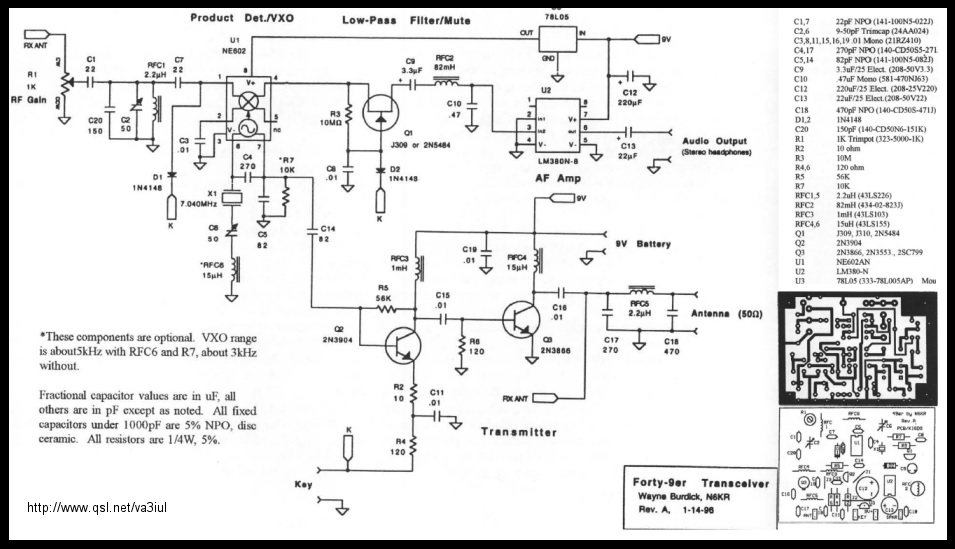 Product Det./VXO
Low-Pass Filter/Mute
78L05
OUT
IN
GND
9V
U1
NE602
RX ANT
R1
1K
RF Gain
C1
22
RFC1
2.2µH
C7
22
C20
150
C2
50
C3
.01
D1
1N4148
K
V+
V-
nc
1
2
3
4
5
6
7
8
C4
270
*R7
10K
X1
7.040MHz
C6
50
*RFC6
15µH
C5
82
R3
10MΩ
C8
.01
Q1
J309 or 2N5484
D2
1N4148
K
C9
3.3µF
RFC2
82mH
C10
.47
U2
In1
In2
V+
out
V-
LM380N-8
AF Amp
C12
220µF
C13
22µF
Audio Output
(Stereo headphones)
9V
9V Battery
C14
82
RFC3
1mH
C19
.01
RFC4
15µH
R5
56K
C15
.01
Q2
2N3904
R6
120
Q3
2N3866
C16
.01
RFC5
2.2µH
C17
270
C18
470
Antenna (50Ω)
RX ANT
R2
10
C11
.01
R4
120
K
Key
Transmitter
*These components are optional. VXO range
is about5kHz with RFC6 and R7, about 3kHz
without.
Fractional capacitor values are in uF, all
others are in pF except as noted. All fixed
capacitors under 1000pF are 5% NPO, disc
ceramic. All resistors are 1/4W, 5%.
http://www.qsl.net/va3iul
Forty-9er Transceiver
Wayne Burdick, N6KR
Rev. A, 1-14-96
C1,7 22pF NPO (141-100N5-022J)
C2,6 9-50pF Trimcap (24AA024)
C3,8,11,15,16,19 .01 Mono (21RZ410)
C4,17 270pF NPO (140-CD50S5-271
C5,14 82pF NPO (141-100N5-082J)
C9 3.3uF/25 Elect. (208-50V3.3)
C10 .47uF Mono (581-470NJ63)
C12 220uF/25 Elect. (208-25V220)
C13 22uF/25 Elect.(208-50V22)
C18 470pF NPO (140-CD50S-471J)
D1,2 1N4148
C20 150pF (140-CD50N6-151K)
R1 1K Trimpot (323-5000-1K)
R2 10 ohm
R3 10M
R4,6 120 ohm
R5 56K
R7 10K
RFC1,5 2.2uH (43LS226)
RFC2 82mH (434-02-823J)
RFC3 1mH (43LS103)
RFC4,6 15uH (43LS155)
Q1 J309, J310, 2N5484
Q2 2N3904
Q3 2N3866, 2N3553., 2SC799
U1 NE602AN
U2 LM380-N
U3 78L05 (333-78L005AP) Mou
49er by N6KR
Rev.A